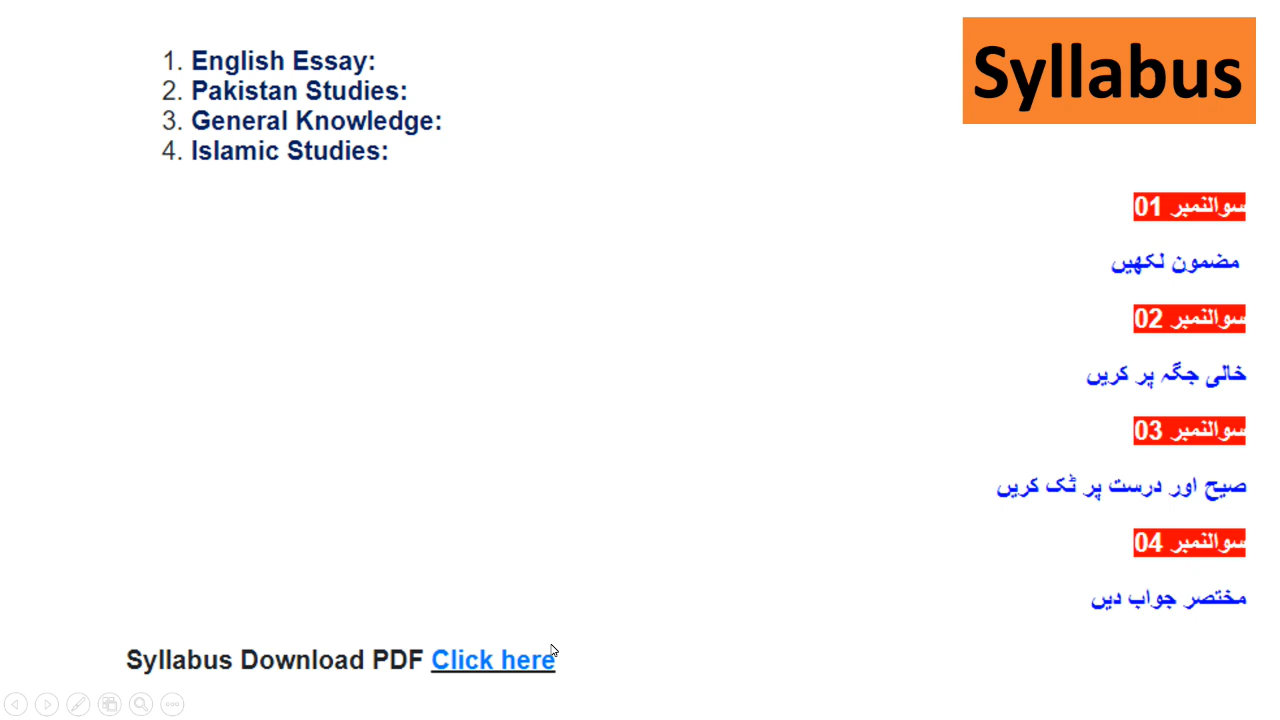 Syllabus
1. English Essay:
2. Pakistan Studies:
3. General Knowledge:
4. Islamic Studies:
سوالنمبر 01
مضمون لکھیں
سوالنمبر 02
خالی جگہ پر کریں
سوالنمبر 03
صیح اور درست پر ٹک کریں
سوالنمبر 04
مختصر جواب دیں
Syllabus Download PDF Click here